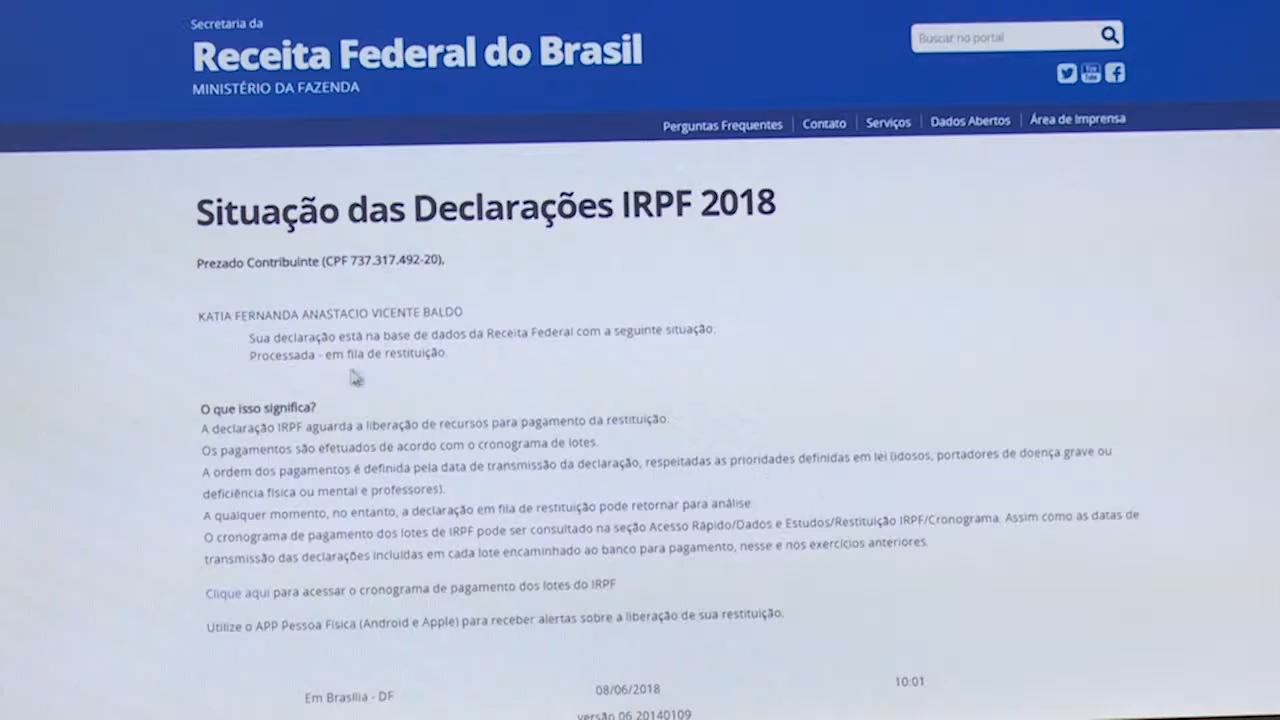 Secretaria da
Receita Federal do Brasil
MINISTÉRIO DA FAZENDA
Buscar no portal
You Tube
Perguntas Frequentes
Contato
Serviços
Dados Abertos
Área de Imprensa
Situação das Declarações IRPF 2018
Prezado Contribuinte (CPF 737.317.492-20),
KATIA FERNANDA ANASTACIO VICENTE BALDO
Sua declaração está na base de dados da Receita Federal com a seguinte situação:
Processada - em fila de restituição.
O que isso significa?
A declaração IRPF aguarda a liberação de recursos para pagamento da restituição.
Os pagamentos são efetuados de acordo com o cronograma de lotes.
A ordem dos pagamentos é definida pela data de transmissão da declaração, respeitadas as prioridades definidas em lei (idosos, portadores de doença grave ou
deficiência física ou mental e professores).
A qualquer momento, no entanto, a declaração em fila de restituição pode retornar para análise.
O cronograma de pagamento dos lotes de IRPF pode ser consultado na seção Acesso Rápido/Dados e Estudos/Restituição IRPF/Cronograma. Assim como as datas de
transmissão das declarações incluídas em cada lote encaminhado ao banco para pagamento, nesse e nos exercícios anteriores.
Clique aqui para acessar o cronograma de pagamento dos lotes do IRPF
Utilize o APP Pessoa Física (Android e Apple) para receber alertas sobre a liberação de sua restituição.
Em Brasília - DF
08/06/2018
10:01
versão 06.20140109